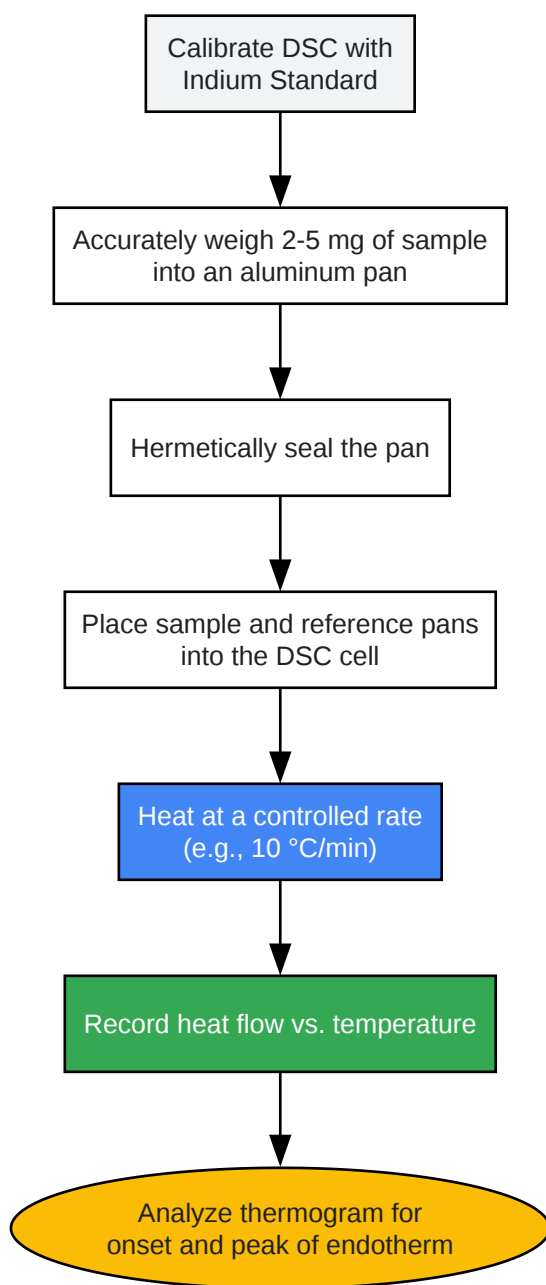 Calibrate DSC with
Indium Standard
Accurately weigh 2-5 mg of sample
into an aluminum pan
Hermetically seal the pan
Place sample and reference pans
into the DSC cell
Heat at a controlled rate
(e.g., 10 °C/min)
Record heat flow vs. temperature
Analyze thermogram for
onset and peak of endotherm